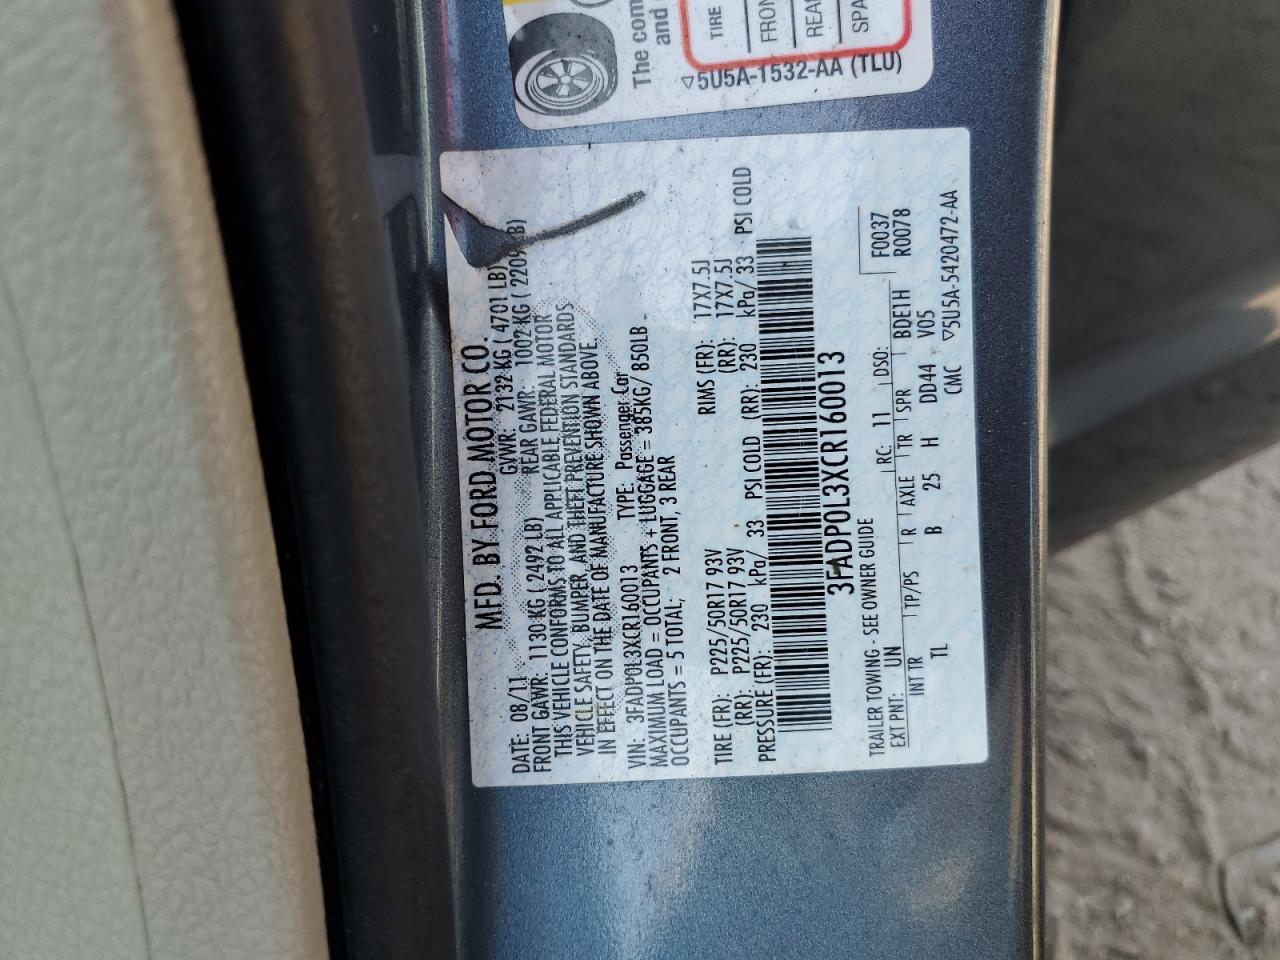 The com
and
TIRE
FRON
REAR
SPA
▽5U5A-1532-AA (TLU)
MFD. BY FORD MOTOR CO.
DATE: 08/11 GVWR: 2132 KG ( 4701 LB)
FRONT GAWR: 1130 KG ( 2492 LB) REAR GAWR: 1002 KG
THIS VEHICLE CONFORMS TO ALL APPLICABLE FEDERAL MOTOR
VEHICLE SAFETY, BUMPER, AND THEFT PREVENTION STANDARDS
IN EFFECT ON THE DATE OF MANUFACTURE SHOWN ABOVE.
VIN: 3FADP0L3XCR160013 TYPE: Passenger Car
MAXIMUM LOAD = OCCUPANTS + LUGGAGE = 385KG/ 850LB
OCCUPANTS = 5 TOTAL; 2 FRONT, 3 REAR
TIRE (FR): P225/50R17 93V RIMS (FR): 17X7.5J
(RR): P225/50R17 93V (RR): 17X7.5J
PRESSURE (FR): 230 kPa/ 33 PSI COLD (RR): 230 kPa/ 33 PSI COLD
3FADP0L3XCR160013
TRAILER TOWING - SEE OWNER GUIDE F0037
EXT PNT: UN RC: 11 DSO: R0078
INT TR TP/PS R AXLE TR SPR BDE1H
TL B 25 H DD44 V05
CMC ▽5U5A-5420472-AA